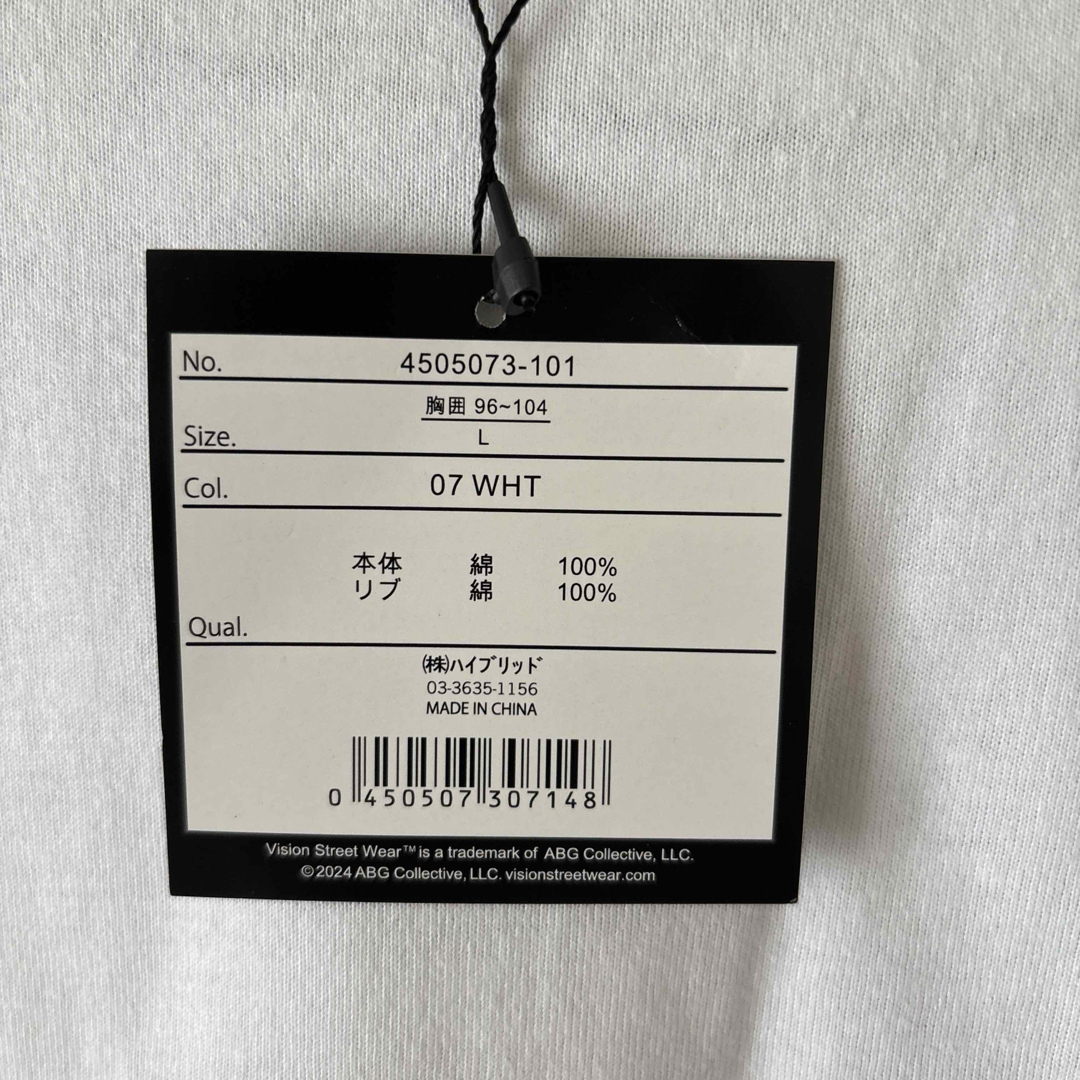 No. 4505073-101
胸囲 96~104
Size. L
Col. 07 WHT
本体 綿 100%
リブ 綿 100%
Qual.
㈱ハイブリッド
03-3635-1156
MADE IN CHINA
0 450507 307148
Vision Street Wear™ is a trademark of ABG Collective, LLC.
©2024 ABG Collective, LLC. visionstreetwear.com